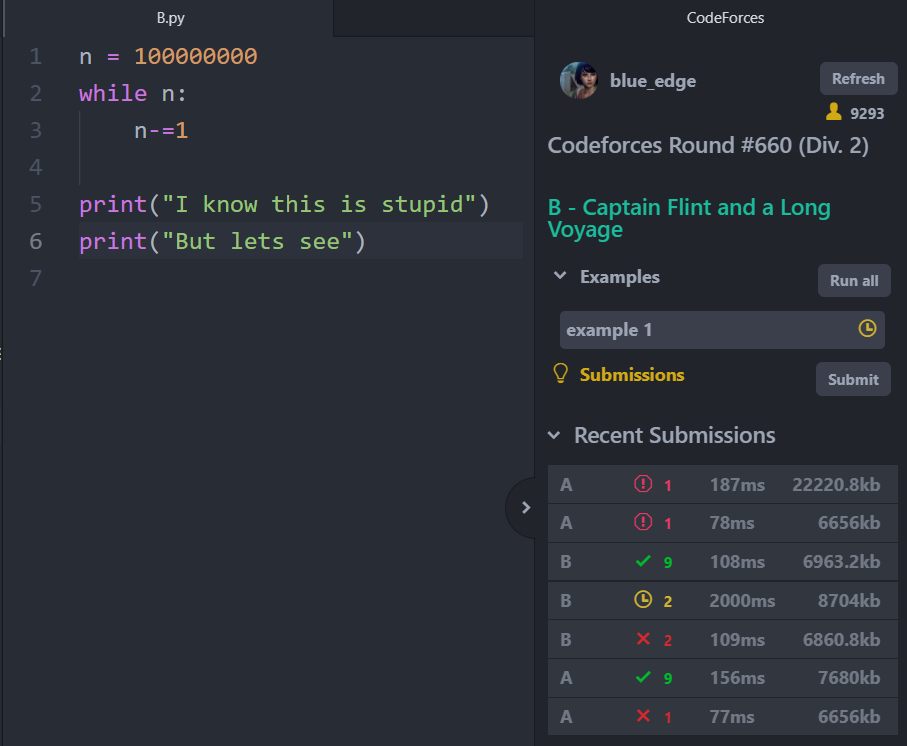 B.py
1 n = 100000000
2 while n:
3 n-=1
4
5 print("I know this is stupid")
6 print("But lets see")
7
CodeForces
blue_edge
Refresh
9293
Codeforces Round #660 (Div. 2)
B - Captain Flint and a Long
Voyage
Examples
Run all
example 1
Submissions
Submit
Recent Submissions
A 1 187ms 22220.8kb
A 1 78ms 6656kb
B 9 108ms 6963.2kb
B 2 2000ms 8704kb
B 2 109ms 6860.8kb
A 9 156ms 7680kb
A 1 77ms 6656kb